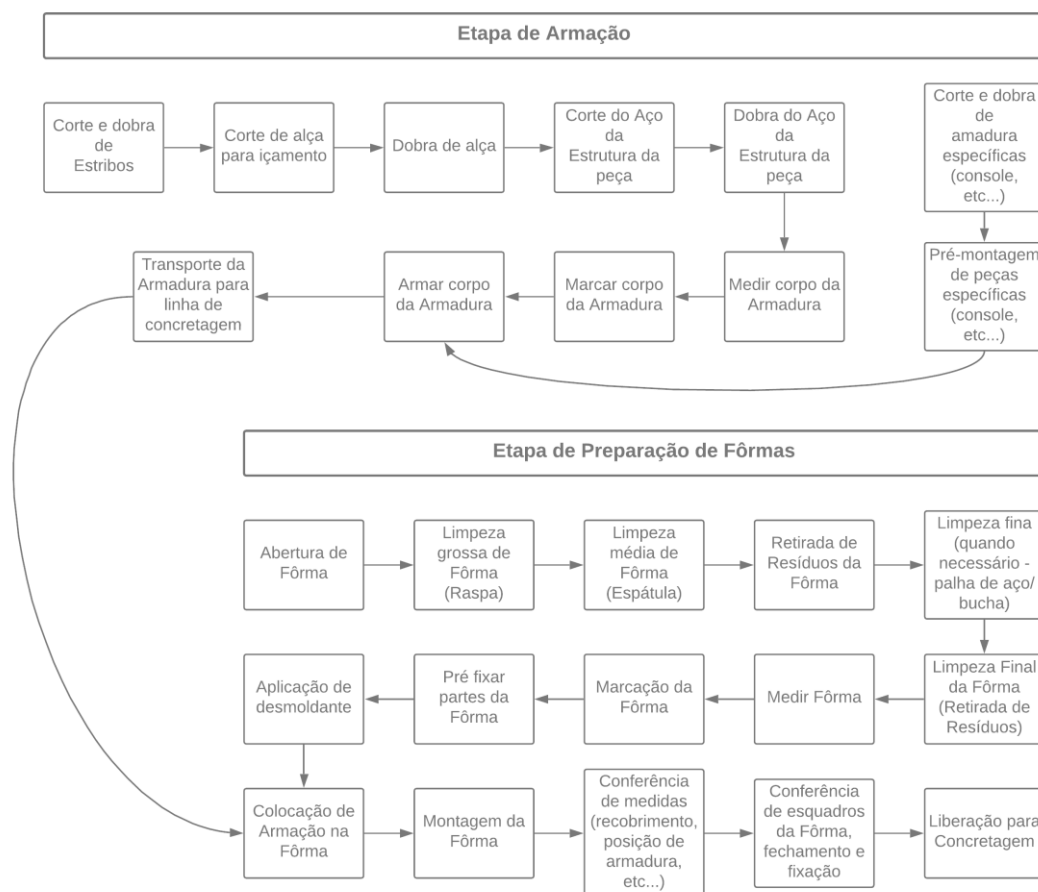 Etapa de Armação
Corte e dobra
de
Estribos
Corte de alça
para içamento
Dobra de alça
Corte do Aço
da
Estrutura da
peça
Dobra do Aço
da
Estrutura da
peça
Corte e dobra
de
amadura
específicas
(console,
etc...)
Transporte da
Armadura para
linha de
concretagem
Armar corpo
da Armadura
Marcar corpo
da Armadura
Medir corpo da
Armadura
Pré-montagem
de peças
específicas
(console,
etc...)
Etapa de Preparação de Fôrmas
Abertura de
Fôrma
Limpeza
grossa de
Fôrma
(Raspa)
Limpeza
média de
Fôrma
(Espátula)
Retirada de
Resíduos da
Fôrma
Limpeza fina
(quando
necessário -
palha de aço/
bucha)
Aplicação de
desmoldante
Pré fixar
partes da
Fôrma
Marcação da
Fôrma
Medir Fôrma
Limpeza Final
da Fôrma
(Retirada de
Resíduos)
Colocação de
Armação na
Fôrma
Montagem da
Fôrma
Conferência
de medidas
(recobrimento,
posição de
armadura,
etc...)
Conferência
de esquadros
da Fôrma,
fechamento e
fixação
Liberação para
Concretagem